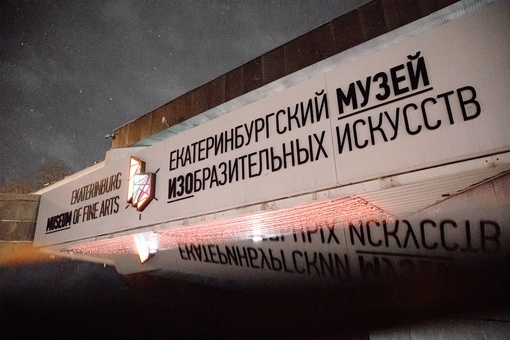 EKATERINBURG
MUSEUM OF FINE ARTS
ЕКАТЕРИНБУРГСКИЙ МУЗЕЙ
ИЗОБРАЗИТЕЛЬНЫХ ИСКУССТВ